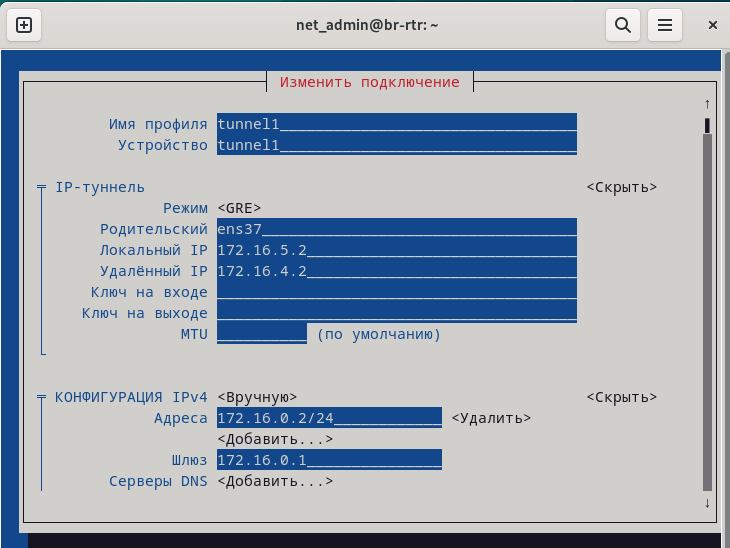 net_admin@br-rtr: ~
Изменить подключение
Имя профиля tunnel1
Устройство tunnel1
IP-туннель <Скрыть>
Режим <GRE>
Родительский ens37
Локальный IP 172.16.5.2
Удалённый IP 172.16.4.2
Ключ на входе
Ключ на выходе
MTU (по умолчанию)
КОНФИГУРАЦИЯ IPv4 <Вручную> <Скрыть>
Адреса 172.16.0.2/24 <Удалить>
<Добавить...>
Шлюз 172.16.0.1
Серверы DNS <Добавить...>